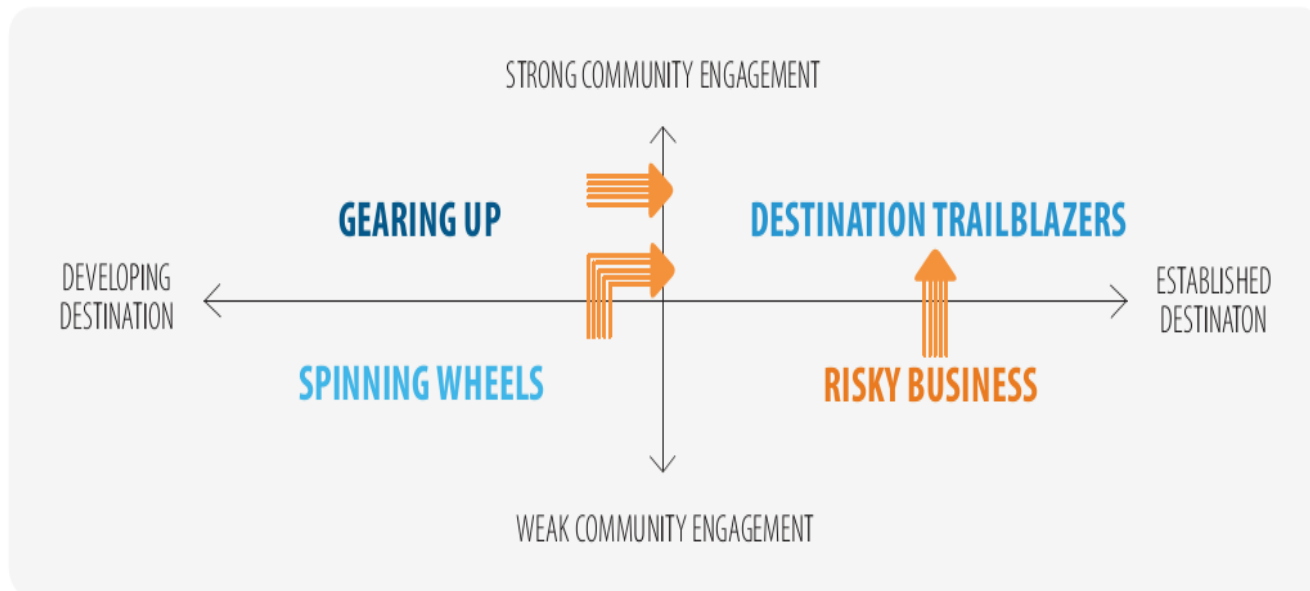 STRONG COMMUNITY ENGAGEMENT
GEARING UP
DESTINATION TRAILBLAZERS
DEVELOPING
DESTINATION
ESTABLISHED
DESTINATON
SPINNING WHEELS
RISKY BUSINESS
WEAK COMMUNITY ENGAGEMENT